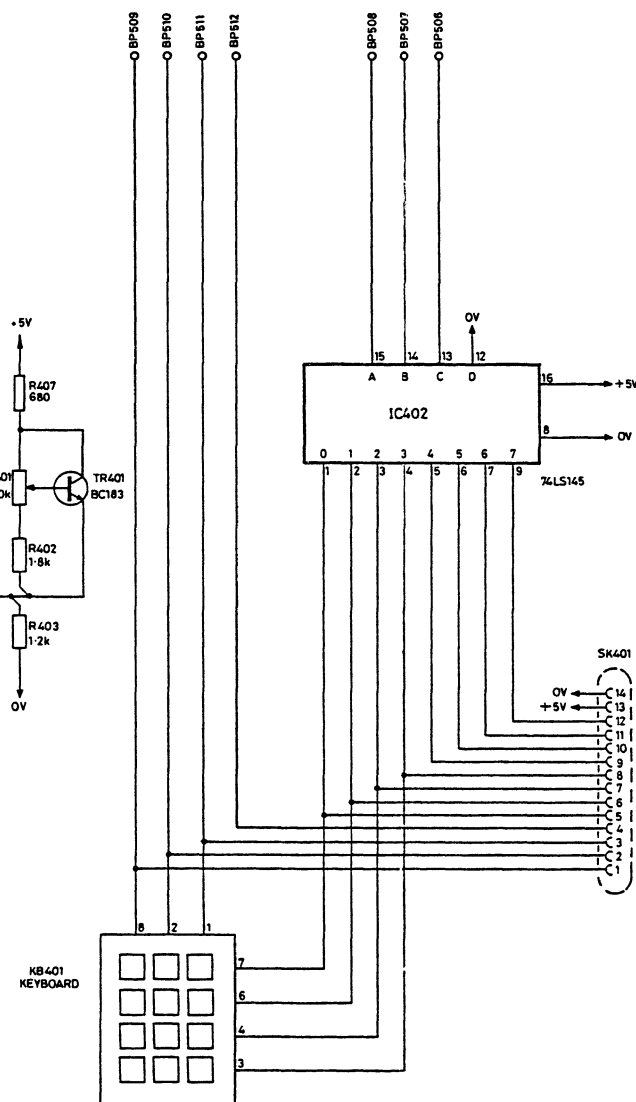 BP509
BP510
BP511
BP512
BP508
BP507
BP506
+5V
R407
680
TR401
BC183
R402
1·8k
R403
1·2k
0V
0V
15 14 13 12
A B C D
16
+5V
IC402
8
0V
0 1 2 3 4 5 6 7
1 2 3 4 5 6 7 9
74LS145
SK401
0V
14
+5V
13
12
11
10
9
8
7
6
5
4
3
2
1
8 2 1
KB401
KEYBOARD
7
6
4
3